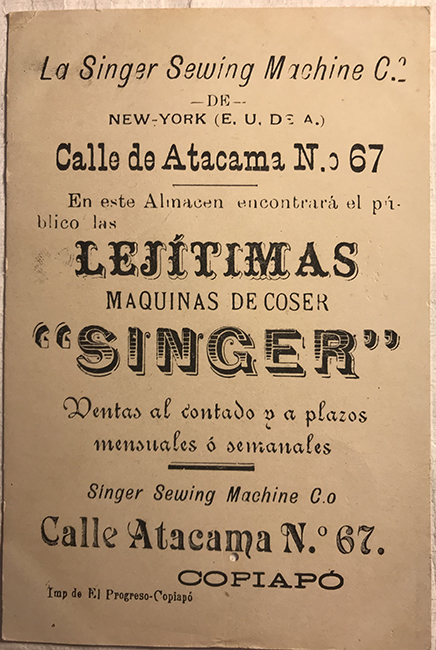 La Singer Sewing Machine C.º
—DE—
NEW-YORK (E. U. DE A.)
Calle de Atacama N.o 67
En este Almacen encontrará el pú-
blico las
LEJÍTIMAS
MAQUINAS DE COSER
“SINGER”
Ventas al contado y a plazos
mensuales ó semanales
Singer Sewing Machine C.o
Calle Atacama N.º 67.
COPIAPÓ
Imp de El Progreso-Copiapó